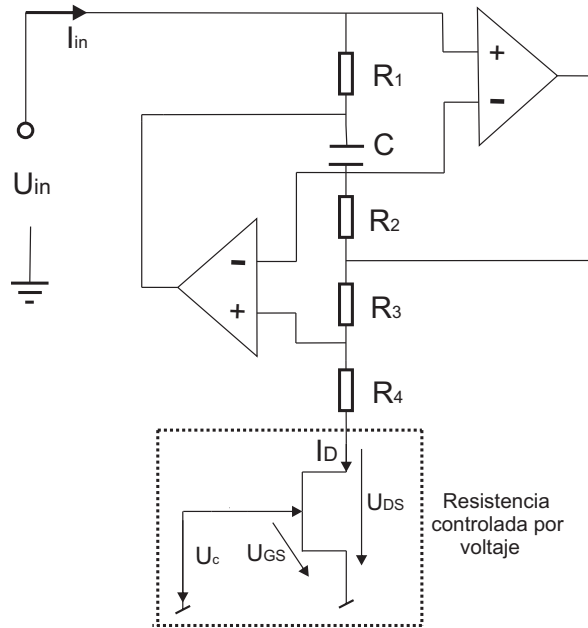 Iin
R1
+
-
C
Uin
R2
-
+
R3
R4
ID
UDS
Uc
UGS
Resistencia
controlada por
voltaje